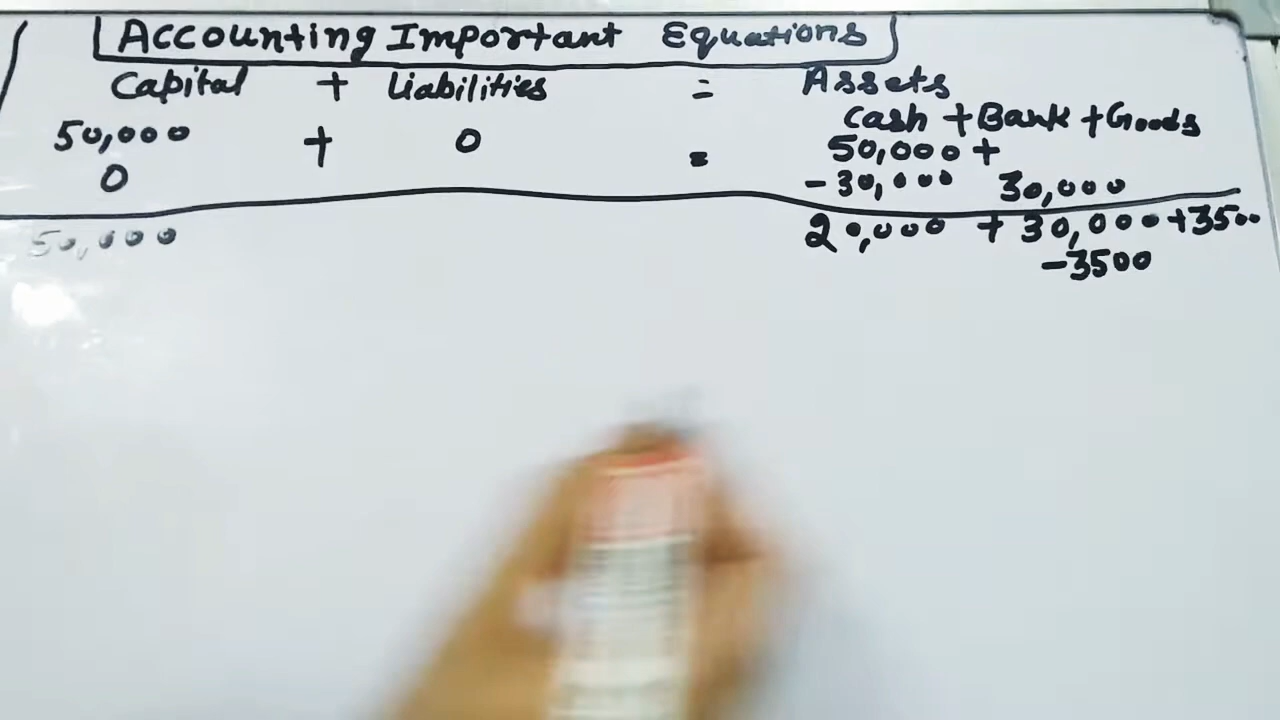 Accounting Important Equations
Capital + Liabilities = Assets
Cash + Bank + Goods
50,000 + 0 = 50,000 +
0 -30,000 30,000
50,000 20,000 + 30,000 + 3500
-3500